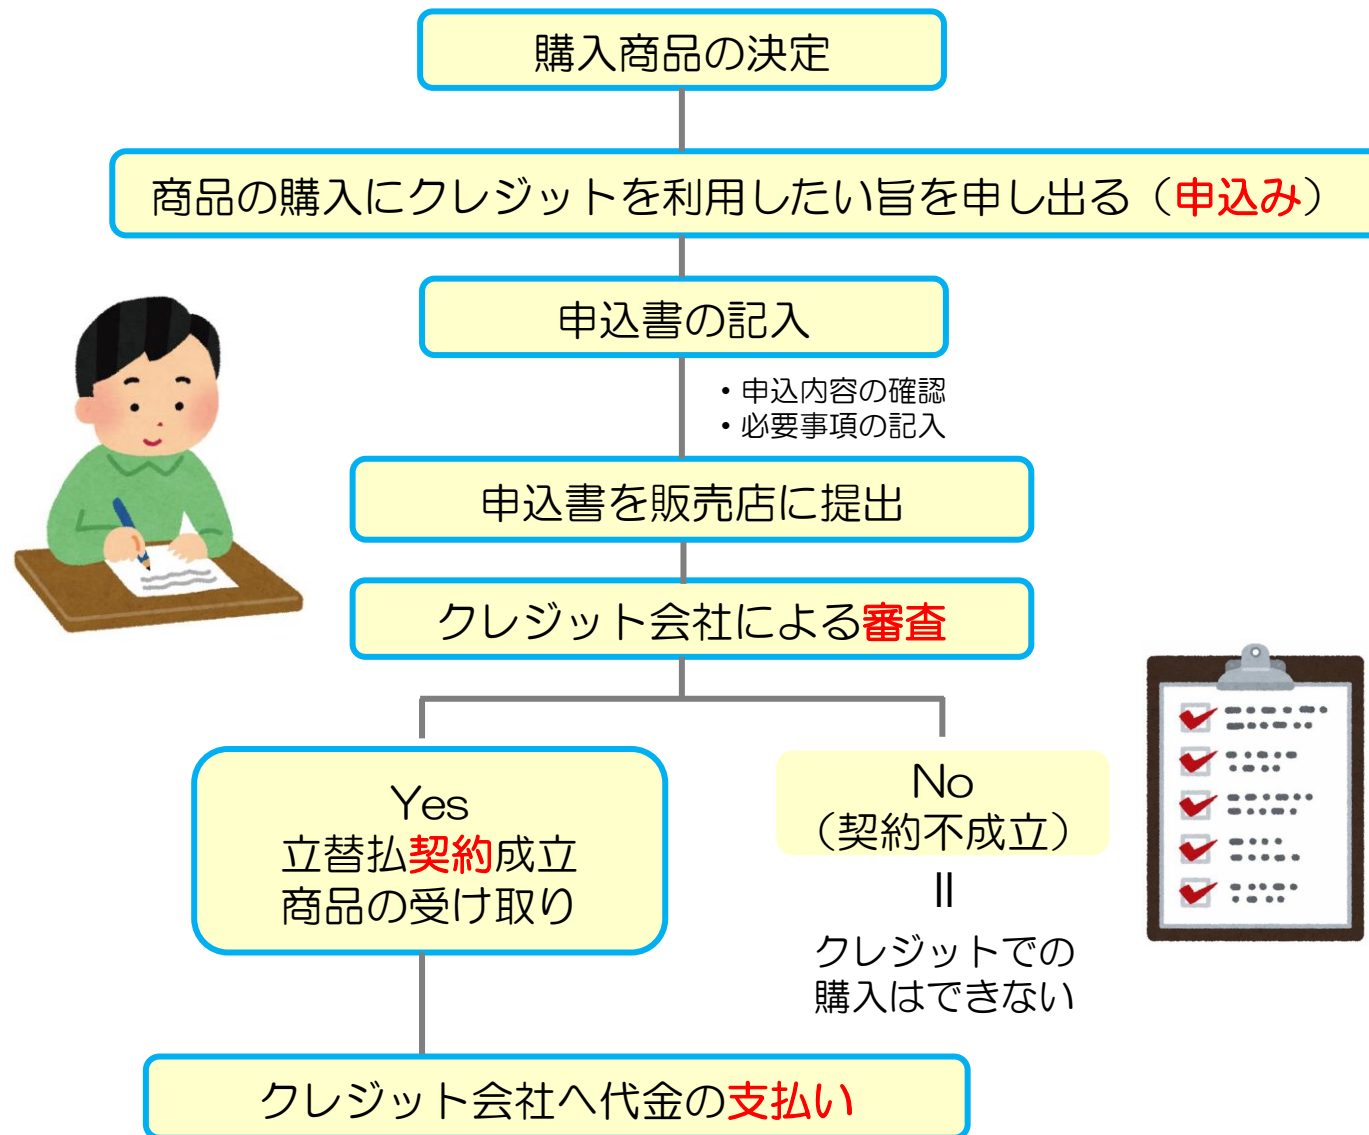 購入商品の決定
商品の購入にクレジットを利用したい旨を申し出る（申込み）
申込書の記入
・申込内容の確認
・必要事項の記入
申込書を販売店に提出
クレジット会社による審査
Yes
立替払契約成立
商品の受け取り
No
（契約不成立）
＝
クレジットでの
購入はできない
クレジット会社へ代金の支払い